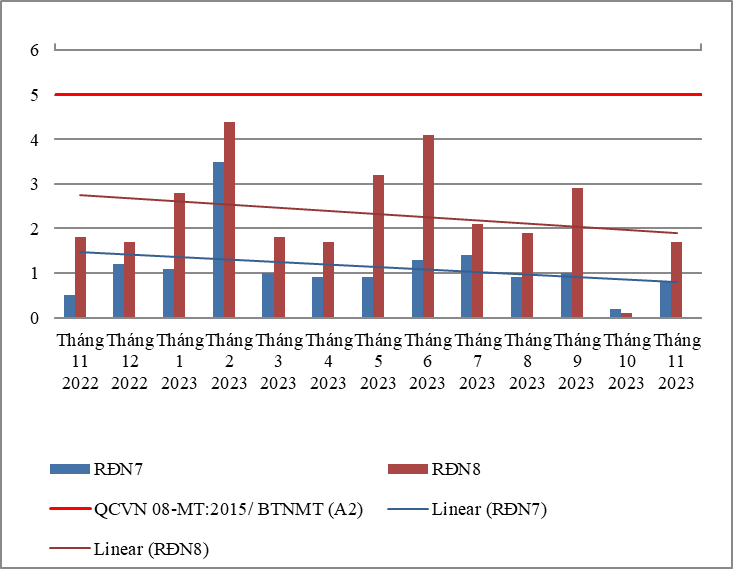 6
5
4
3
2
1
0
Tháng Tháng Tháng Tháng Tháng Tháng Tháng Tháng Tháng Tháng Tháng Tháng Tháng
11 12 1 2 3 4 5 6 7 8 9 10 11
2022 2022 2023 2023 2023 2023 2023 2023 2023 2023 2023 2023 2023
RĐN7 RĐN8
QCVN 08-MT:2015/ BTNMT (A2) Linear (RĐN7)
Linear (RĐN8)